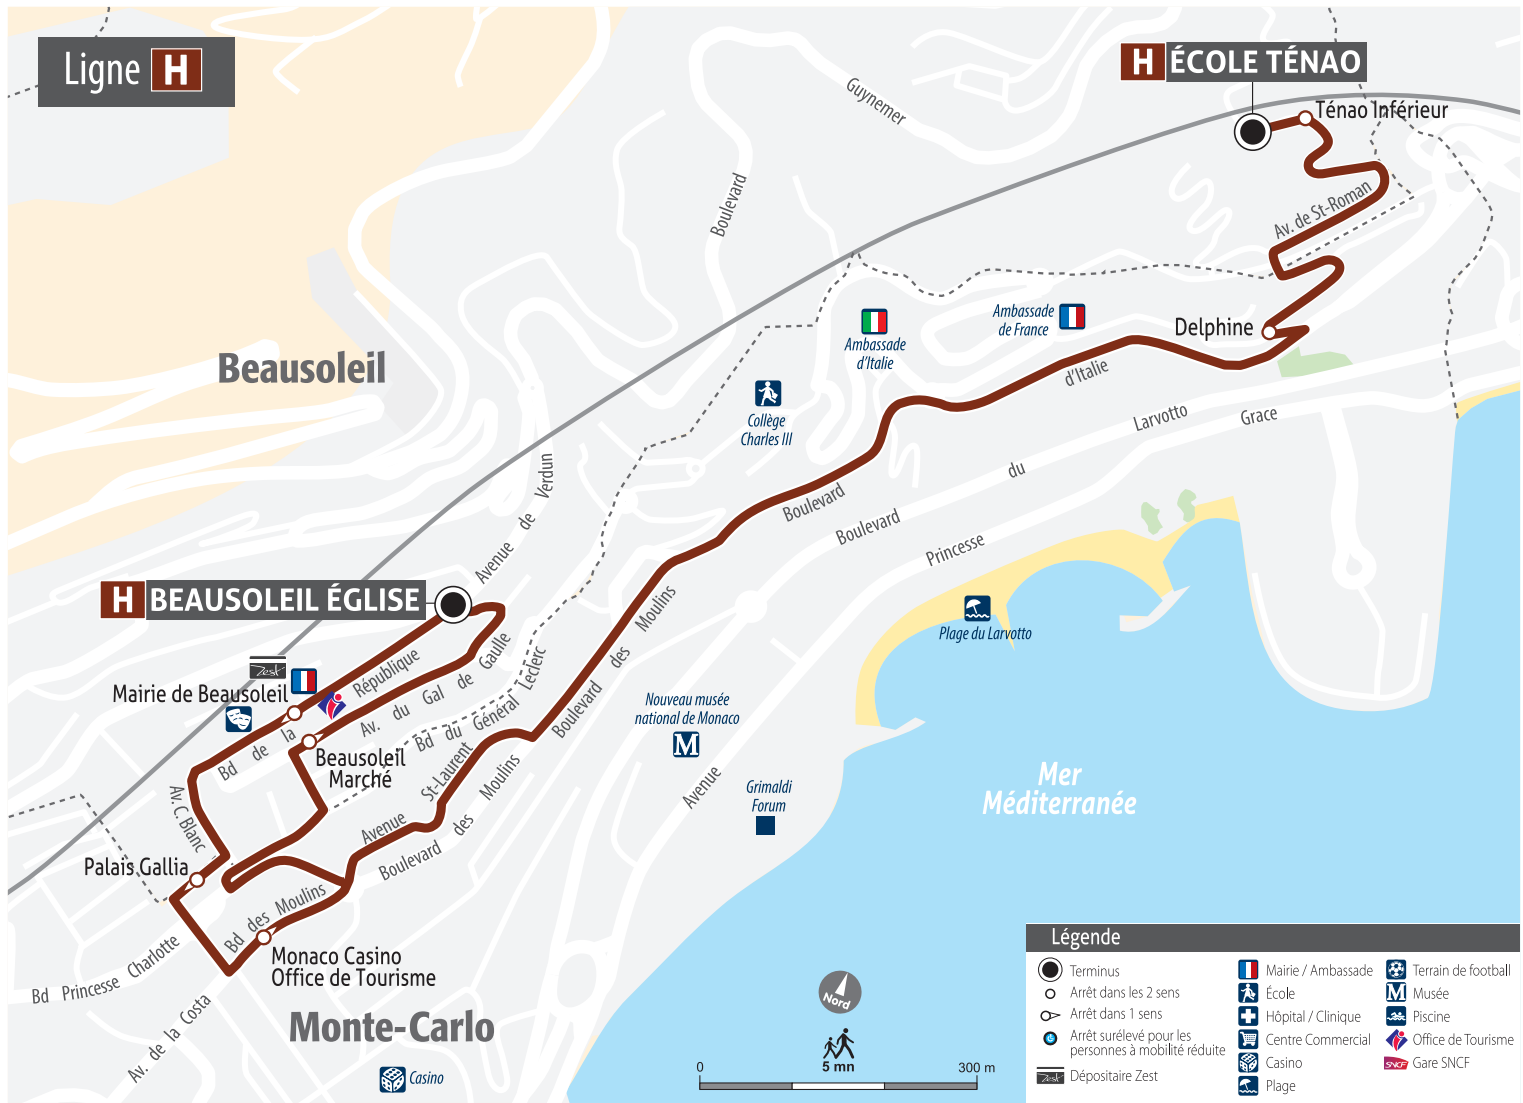 Ligne H
H ÉCOLE TÉNAO
Ténao Inférieur
Guynemer
Boulevard
Av. de St-Roman
Delphine
Ambassade
de France
Ambassade
d'Italie
d'Italie
Beausoleil
Collège
Charles III
Larvotto
Grace
du
Boulevard
Boulevard
Princesse
Avenue de Verdun
H BEAUSOLEIL ÉGLISE
Plage du Larvotto
Boulevard des Moulins
Zest
Mairie de Beausoleil
Bd de la République
Av. du Gal de Gaulle
Bd du Général Leclerc
Beausoleil
Marché
Nouveau musée
national de Monaco
M
Avenue
Grimaldi
Forum
Mer
Méditerranée
Avenue St-Laurent
Boulevard des Moulins
Av. C. Blanc
Palais Gallia
Bd des Moulins
Monaco Casino
Office de Tourisme
Bd Princesse Charlotte
Av. de la Costa
Monte-Carlo
Casino
Nord
5 mn
0
300 m
Légende
Terminus
Arrêt dans les 2 sens
Arrêt dans 1 sens
Arrêt surélevé pour les
personnes à mobilité réduite
Zest Dépositaire Zest
Mairie / Ambassade
École
Hôpital / Clinique
Centre Commercial
Casino
Plage
Terrain de football
M Musée
Piscine
Office de Tourisme
SNCF Gare SNCF